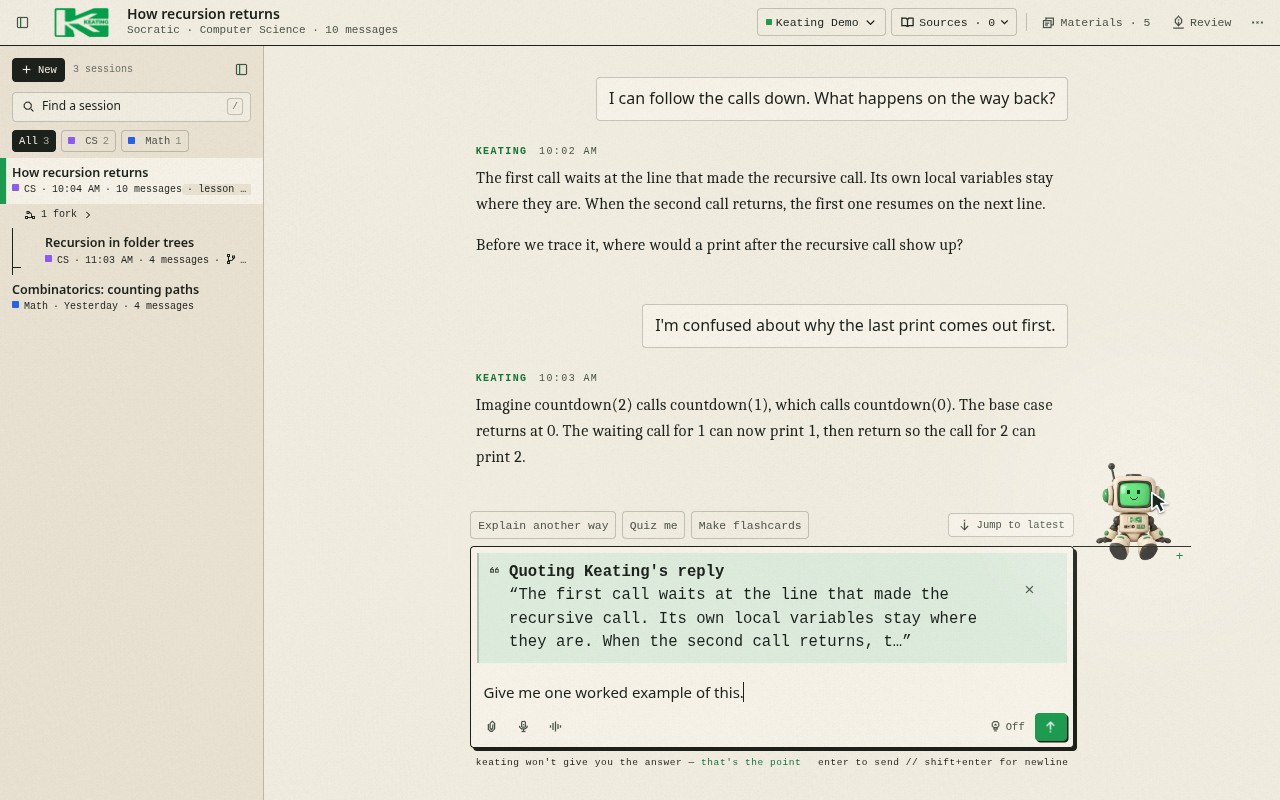 KEATING
How recursion returns
Socratic · Computer Science · 10 messages
Keating Demo
Sources · 0
Materials · 5
Review
New
3 sessions
Find a session
/
All 3
CS 2
Math 1
How recursion returns
CS · 10:04 AM · 10 messages · lesson …
1 fork
Recursion in folder trees
CS · 11:03 AM · 4 messages · …
Combinatorics: counting paths
Math · Yesterday · 4 messages
I can follow the calls down. What happens on the way back?
KEATING 10:02 AM
The first call waits at the line that made the recursive call. Its own local variables stay
where they are. When the second call returns, the first one resumes on the next line.
Before we trace it, where would a print after the recursive call show up?
I'm confused about why the last print comes out first.
KEATING 10:03 AM
Imagine countdown(2) calls countdown(1), which calls countdown(0). The base case
returns at 0. The waiting call for 1 can now print 1, then return so the call for 2 can
print 2.
Explain another way
Quiz me
Make flashcards
Jump to latest
Quoting Keating's reply
“The first call waits at the line that made the
recursive call. Its own local variables stay where
they are. When the second call returns, t…”
Give me one worked example of this.
Off
keating won't give you the answer — that's the point
enter to send // shift+enter for newline